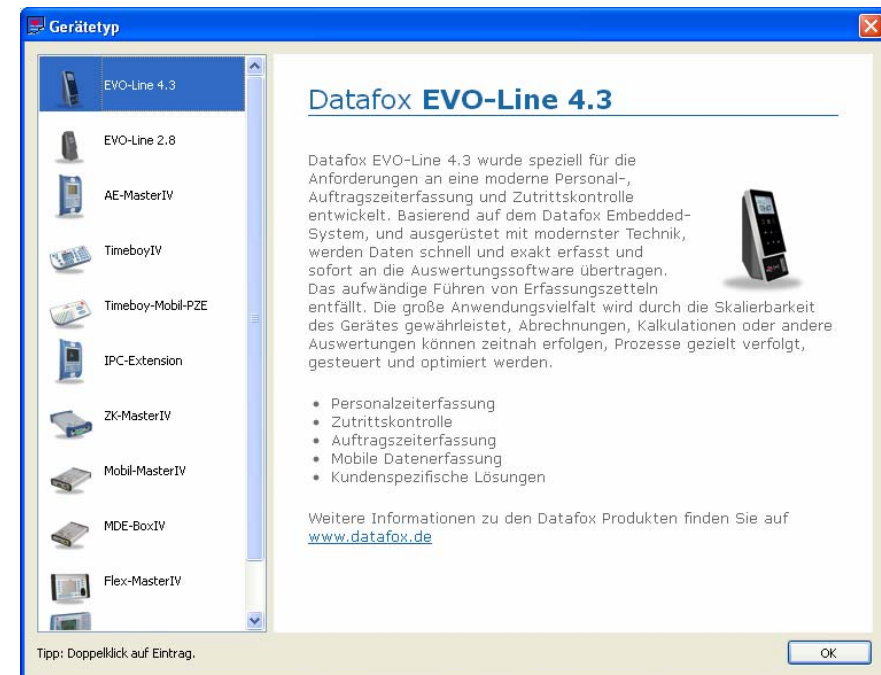 Gerätetyp
EVO-Line 4.3
EVO-Line 2.8
AE-MasterIV
TimeboyIV
Timeboy-Mobil-PZE
IPC-Extension
ZK-MasterIV
Mobil-MasterIV
MDE-BoxIV
Flex-MasterIV
Datafox EVO-Line 4.3
Datafox EVO-Line 4.3 wurde speziell für die
Anforderungen an eine moderne Personal-,
Auftragszeiterfassung und Zutrittskontrolle
entwickelt. Basierend auf dem Datafox Embedded-
System, und ausgerüstet mit modernster Technik,
werden Daten schnell und exakt erfasst und
sofort an die Auswertungssoftware übertragen.
Das aufwändige Führen von Erfassungszetteln
entfällt. Die große Anwendungsvielfalt wird durch die Skalierbarkeit
des Gerätes gewährleistet, Abrechnungen, Kalkulationen oder andere
Auswertungen können zeitnah erfolgen, Prozesse gezielt verfolgt,
gesteuert und optimiert werden.
• Personalzeiterfassung
• Zutrittskontrolle
• Auftragszeiterfassung
• Mobile Datenerfassung
• Kundenspezifische Lösungen
Weitere Informationen zu den Datafox Produkten finden Sie auf
www.datafox.de
Tipp: Doppelklick auf Eintrag.
OK